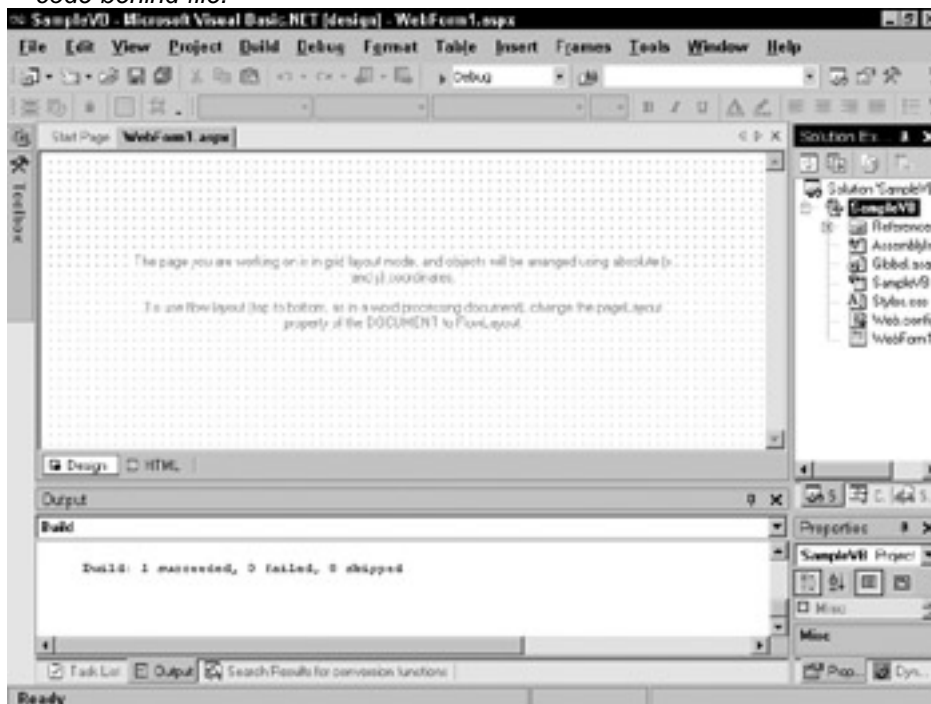 code-behind file.
SampleVB - Microsoft Visual Basic.NET [design] - WebForm1.aspx
File Edit View Project Build Debug Format Table Insert Frames Tools Window Help
Debug
Start Page WebForm1.aspx
Toolbox
The page you are working on is in grid layout mode, and objects will be arranged using absolute (x
and y) coordinates.
To use flow layout (top to bottom, as in a word processing document), change the pageLayout
property of the DOCUMENT to FlowLayout.
Design HTML
Solution Ex...
Solution 'SampleVB
SampleVB
Reference
AssemblyIn
Global.asa
SampleVB
Styles.css
Web.config
WebForm1
S... C... S...
Output
Build
Build: 1 succeeded, 0 failed, 0 skipped
Task List Output Search Results for conversion functions
Properties
SampleVB Project
Misc
Misc
Prop... Dyn...
Ready